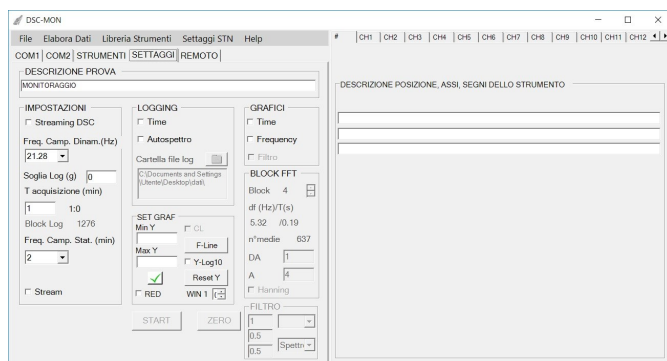 DSC-MON
File Elabora Dati Libreria Strumenti Settaggi STN Help
COM1 COM2 STRUMENTI SETTAGGI REMOTO
DESCRIZIONE PROVA
MONITORAGGIO
IMPOSTAZIONI
Streaming DSC
Freq. Camp. Dinam.(Hz)
21.28
Soglia Log (g) 0
T acquisizione (min)
1 1:0
Block Log 1276
Freq. Camp. Stat. (min)
2
Stream
LOGGING
Time
Autospettro
Cartella file log
C:\Documents and Settings
\Utente\Desktop\dati\
SET GRAF
Min Y
CL
F-Line
Max Y
Y-Log10
Reset Y
RED WIN 1
START ZERO
GRAFICI
Time
Frequency
Filtro
BLOCK FFT
Block 4
df (Hz)/T(s)
5.32 /0.19
n°medie 637
DA 1
A 4
Hanning
FILTRO
1
0.5
0.5 Spettr
# CH1 CH2 CH3 CH4 CH5 CH6 CH7 CH8 CH9 CH10 CH11 CH12
DESCRIZIONE POSIZIONE, ASSI, SEGNI DELLO STRUMENTO